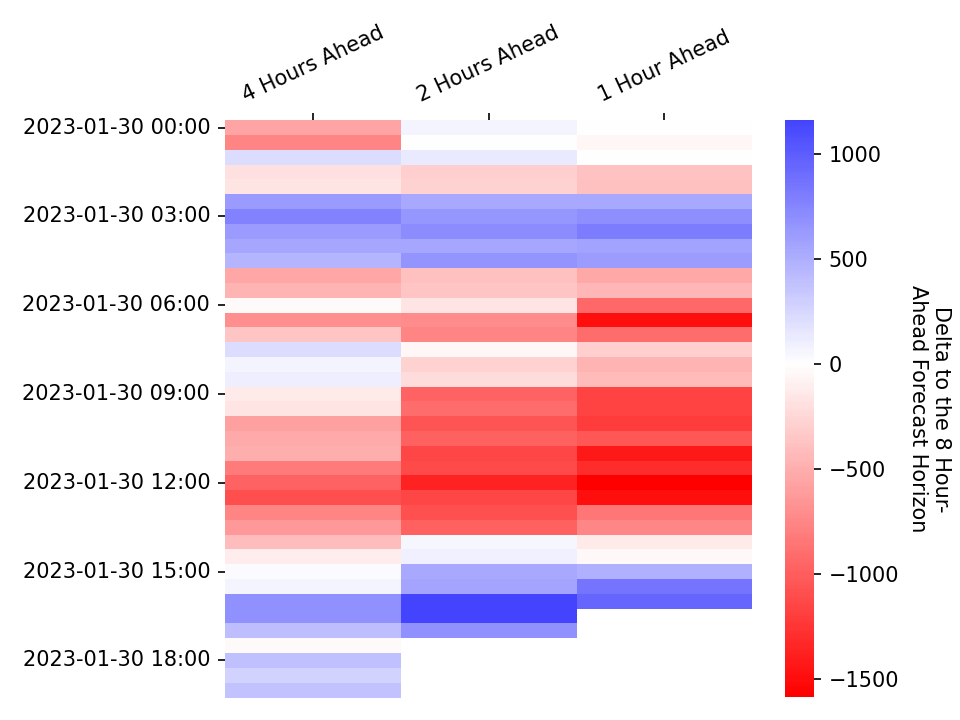 4 Hours Ahead
2 Hours Ahead
1 Hour Ahead
2023-01-30 00:00
2023-01-30 03:00
2023-01-30 06:00
2023-01-30 09:00
2023-01-30 12:00
2023-01-30 15:00
2023-01-30 18:00
1000
500
0
−500
−1000
−1500
Delta to the 8 Hour-
Ahead Forecast Horizon